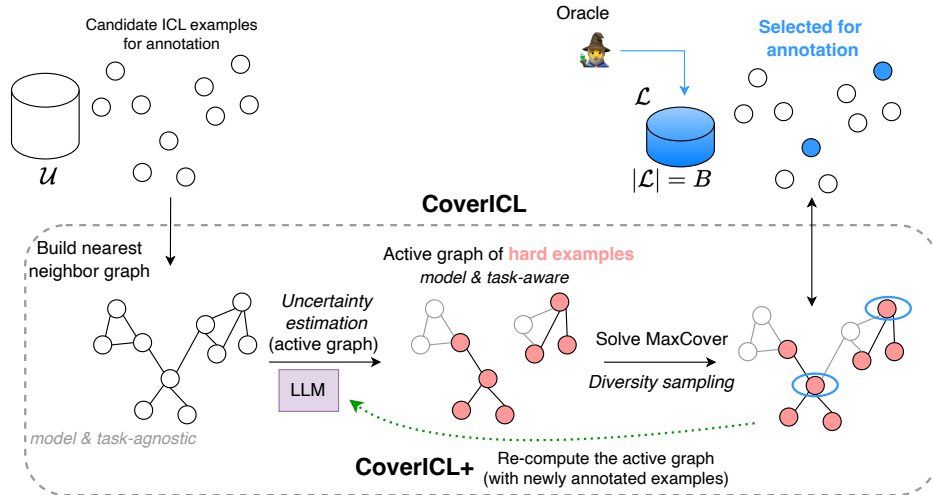 Candidate ICL examples
for annotation
𝒰
Oracle
ℒ
|ℒ| = B
Selected for
annotation
CoverICL
Build nearest
neighbor graph
model & task-agnostic
Uncertainty
estimation
(active graph)
LLM
Active graph of hard examples
model & task-aware
Solve MaxCover
Diversity sampling
CoverICL+
Re-compute the active graph
(with newly annotated examples)